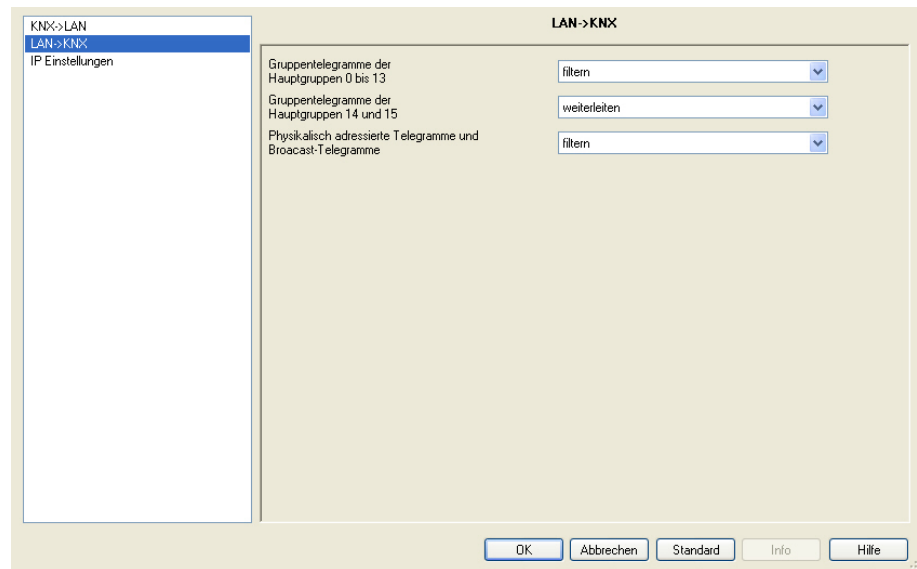 KNX->LAN
LAN->KNX
IP Einstellungen
LAN->KNX
Gruppentelegramme der
Hauptgruppen 0 bis 13
filtern
Gruppentelegramme der
Hauptgruppen 14 und 15
weiterleiten
Physikalisch adressierte Telegramme und
Broacast-Telegramme
filtern
OK
Abbrechen
Standard
Info
Hilfe